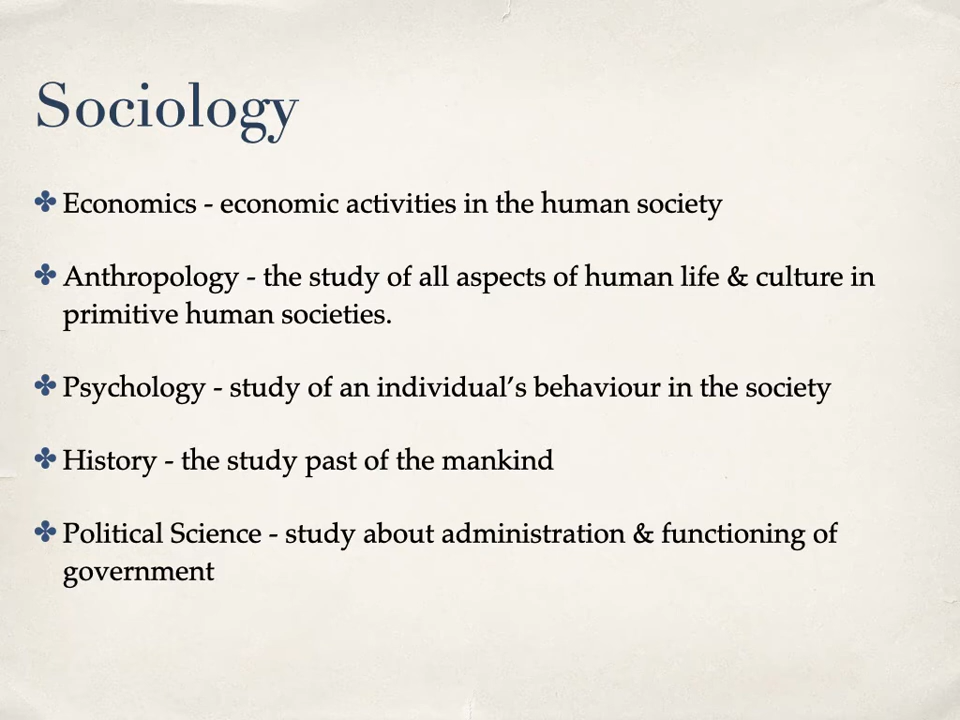 Sociology
✤ Economics - economic activities in the human society
✤ Anthropology - the study of all aspects of human life & culture in
primitive human societies.
✤ Psychology - study of an individual’s behaviour in the society
✤ History - the study past of the mankind
✤ Political Science - study about administration & functioning of
government